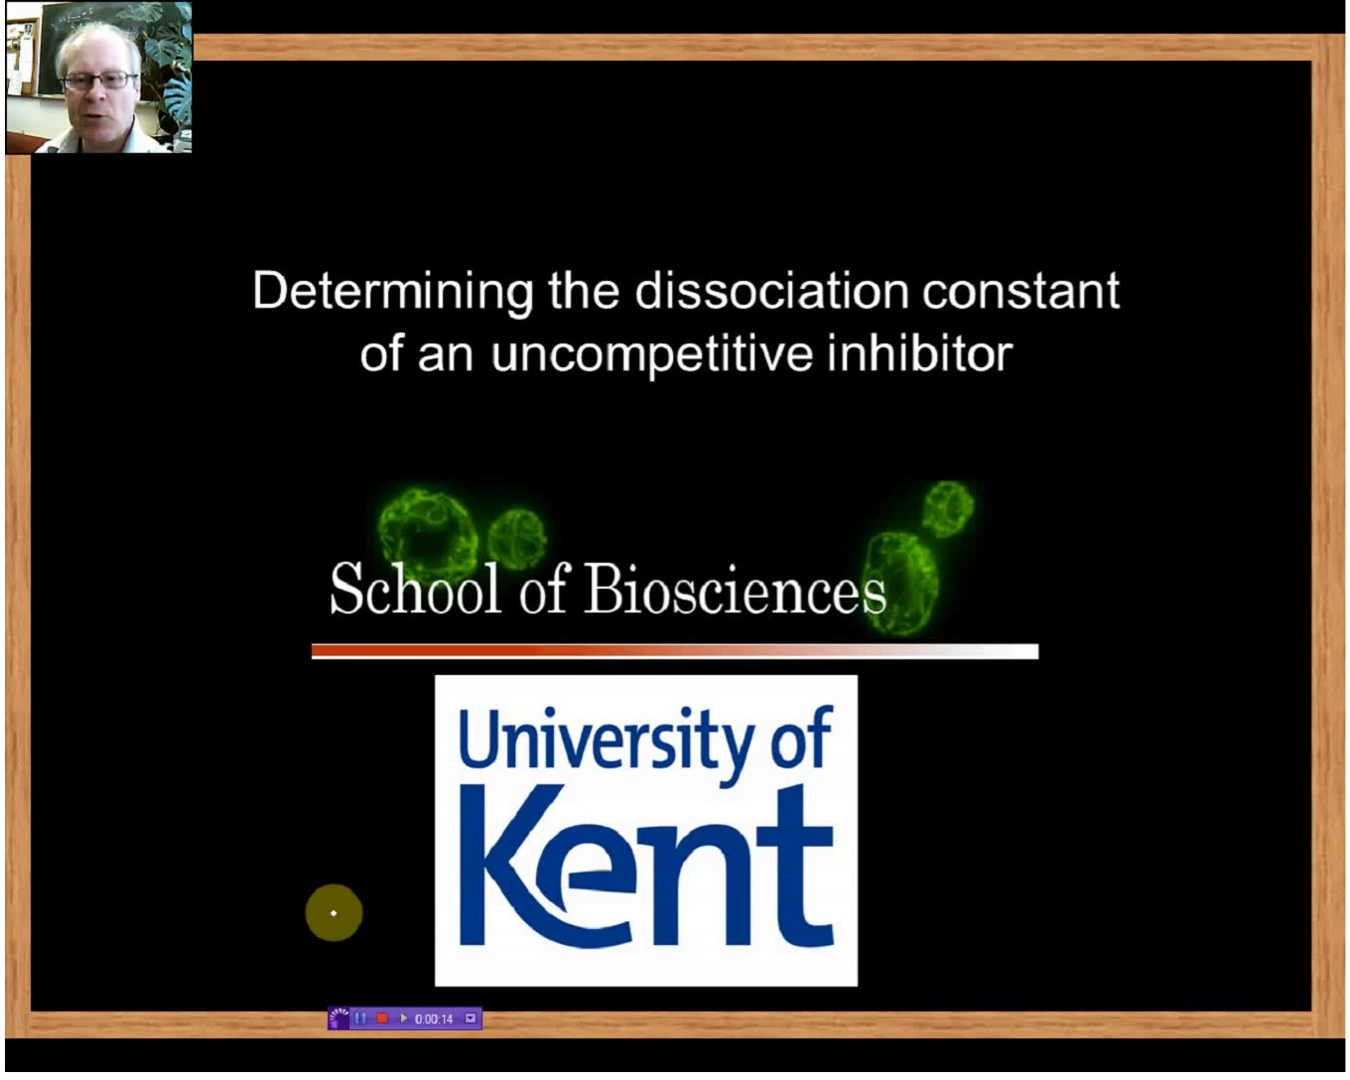 Determining the dissociation constant
of an uncompetitive inhibitor
School of Biosciences
University of
Kent
0:00:14